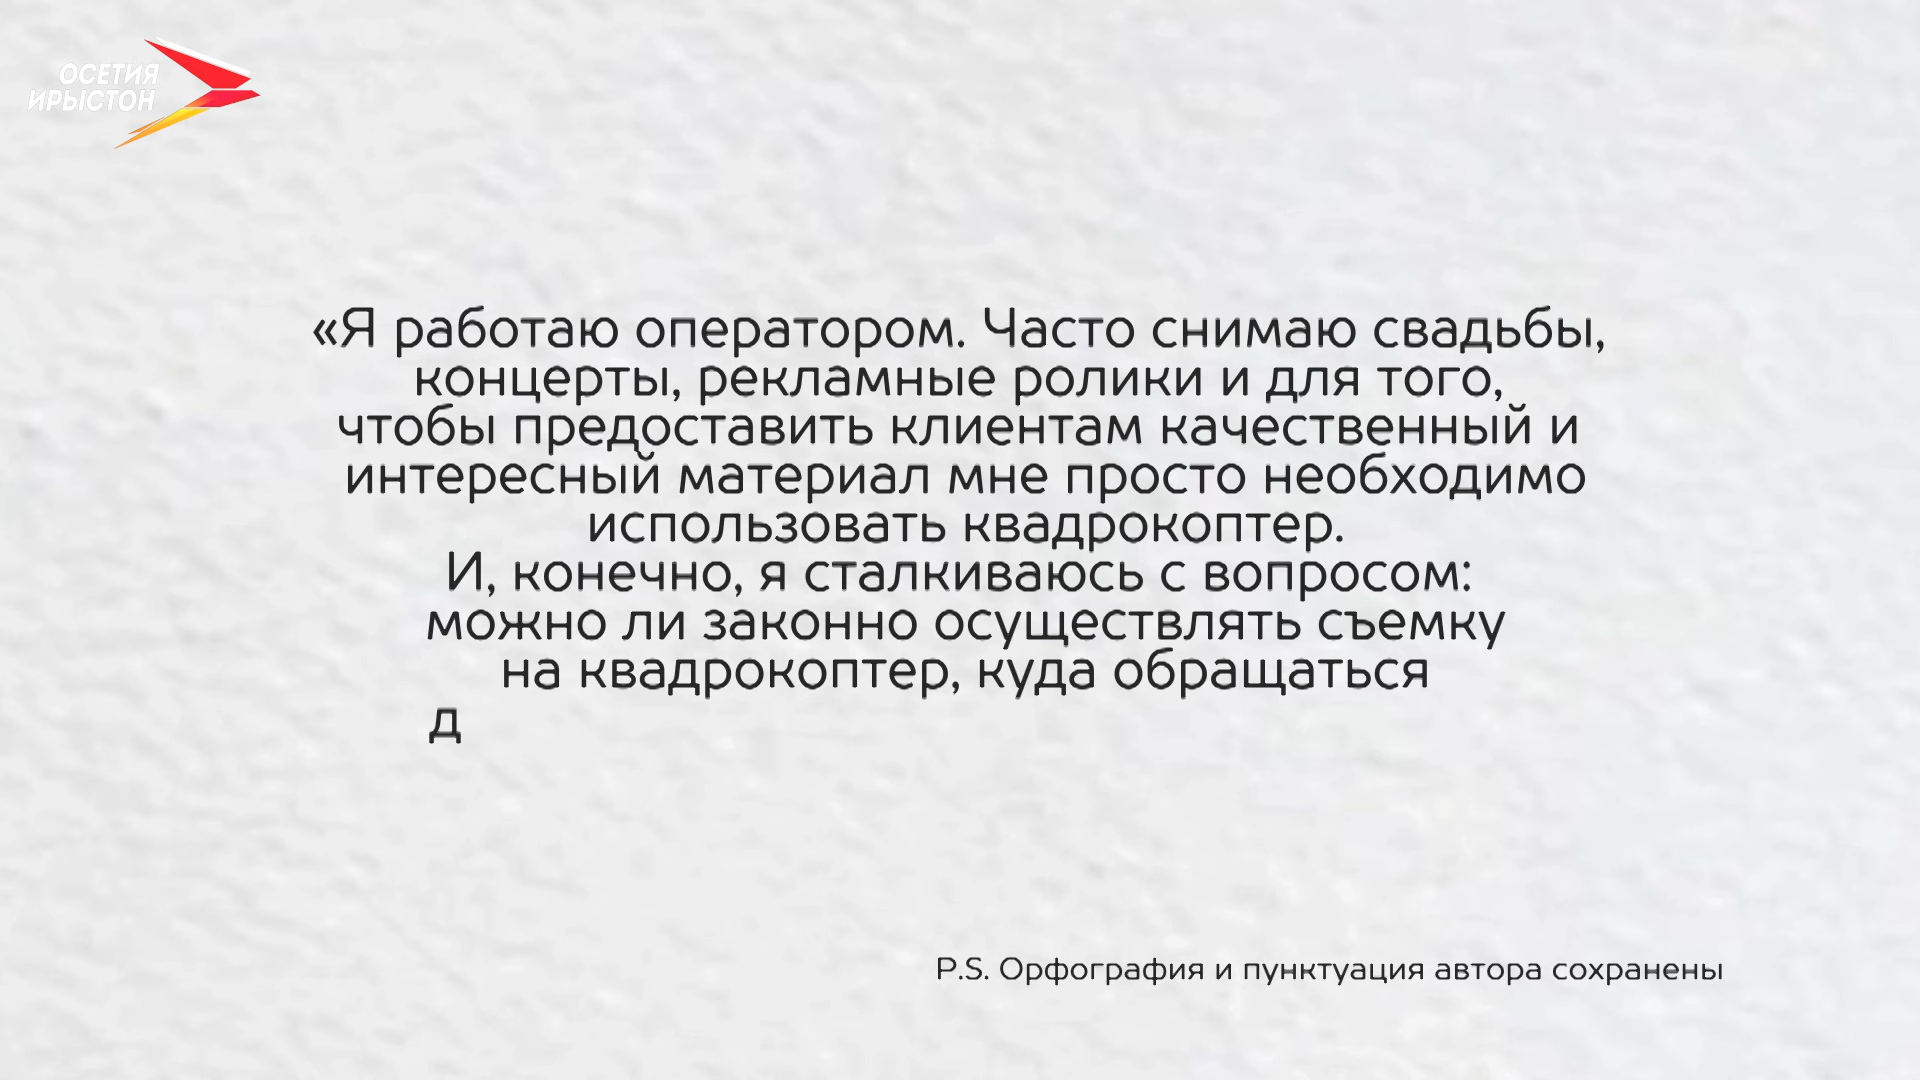 ОСЕТИЯ
ИРЫСТОН
«Я работаю оператором. Часто снимаю свадьбы,
концерты, рекламные ролики и для того,
чтобы предоставить клиентам качественный и
интересный материал мне просто необходимо
использовать квадрокоптер.
И, конечно, я сталкиваюсь с вопросом:
можно ли законно осуществлять съемку
на квадрокоптер, куда обращаться
д
P.S. Орфография и пунктуация автора сохранены